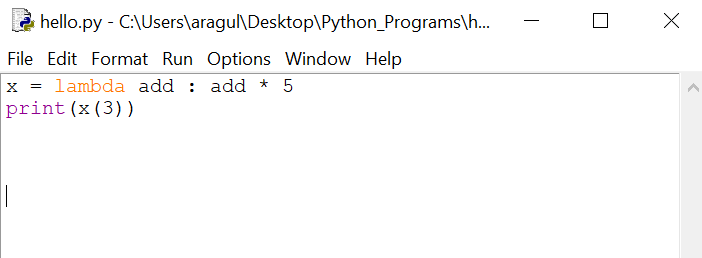 hello.py - C:\Users\aragul\Desktop\Python_Programs\h...
File Edit Format Run Options Window Help
x = lambda add : add * 5
print(x(3))